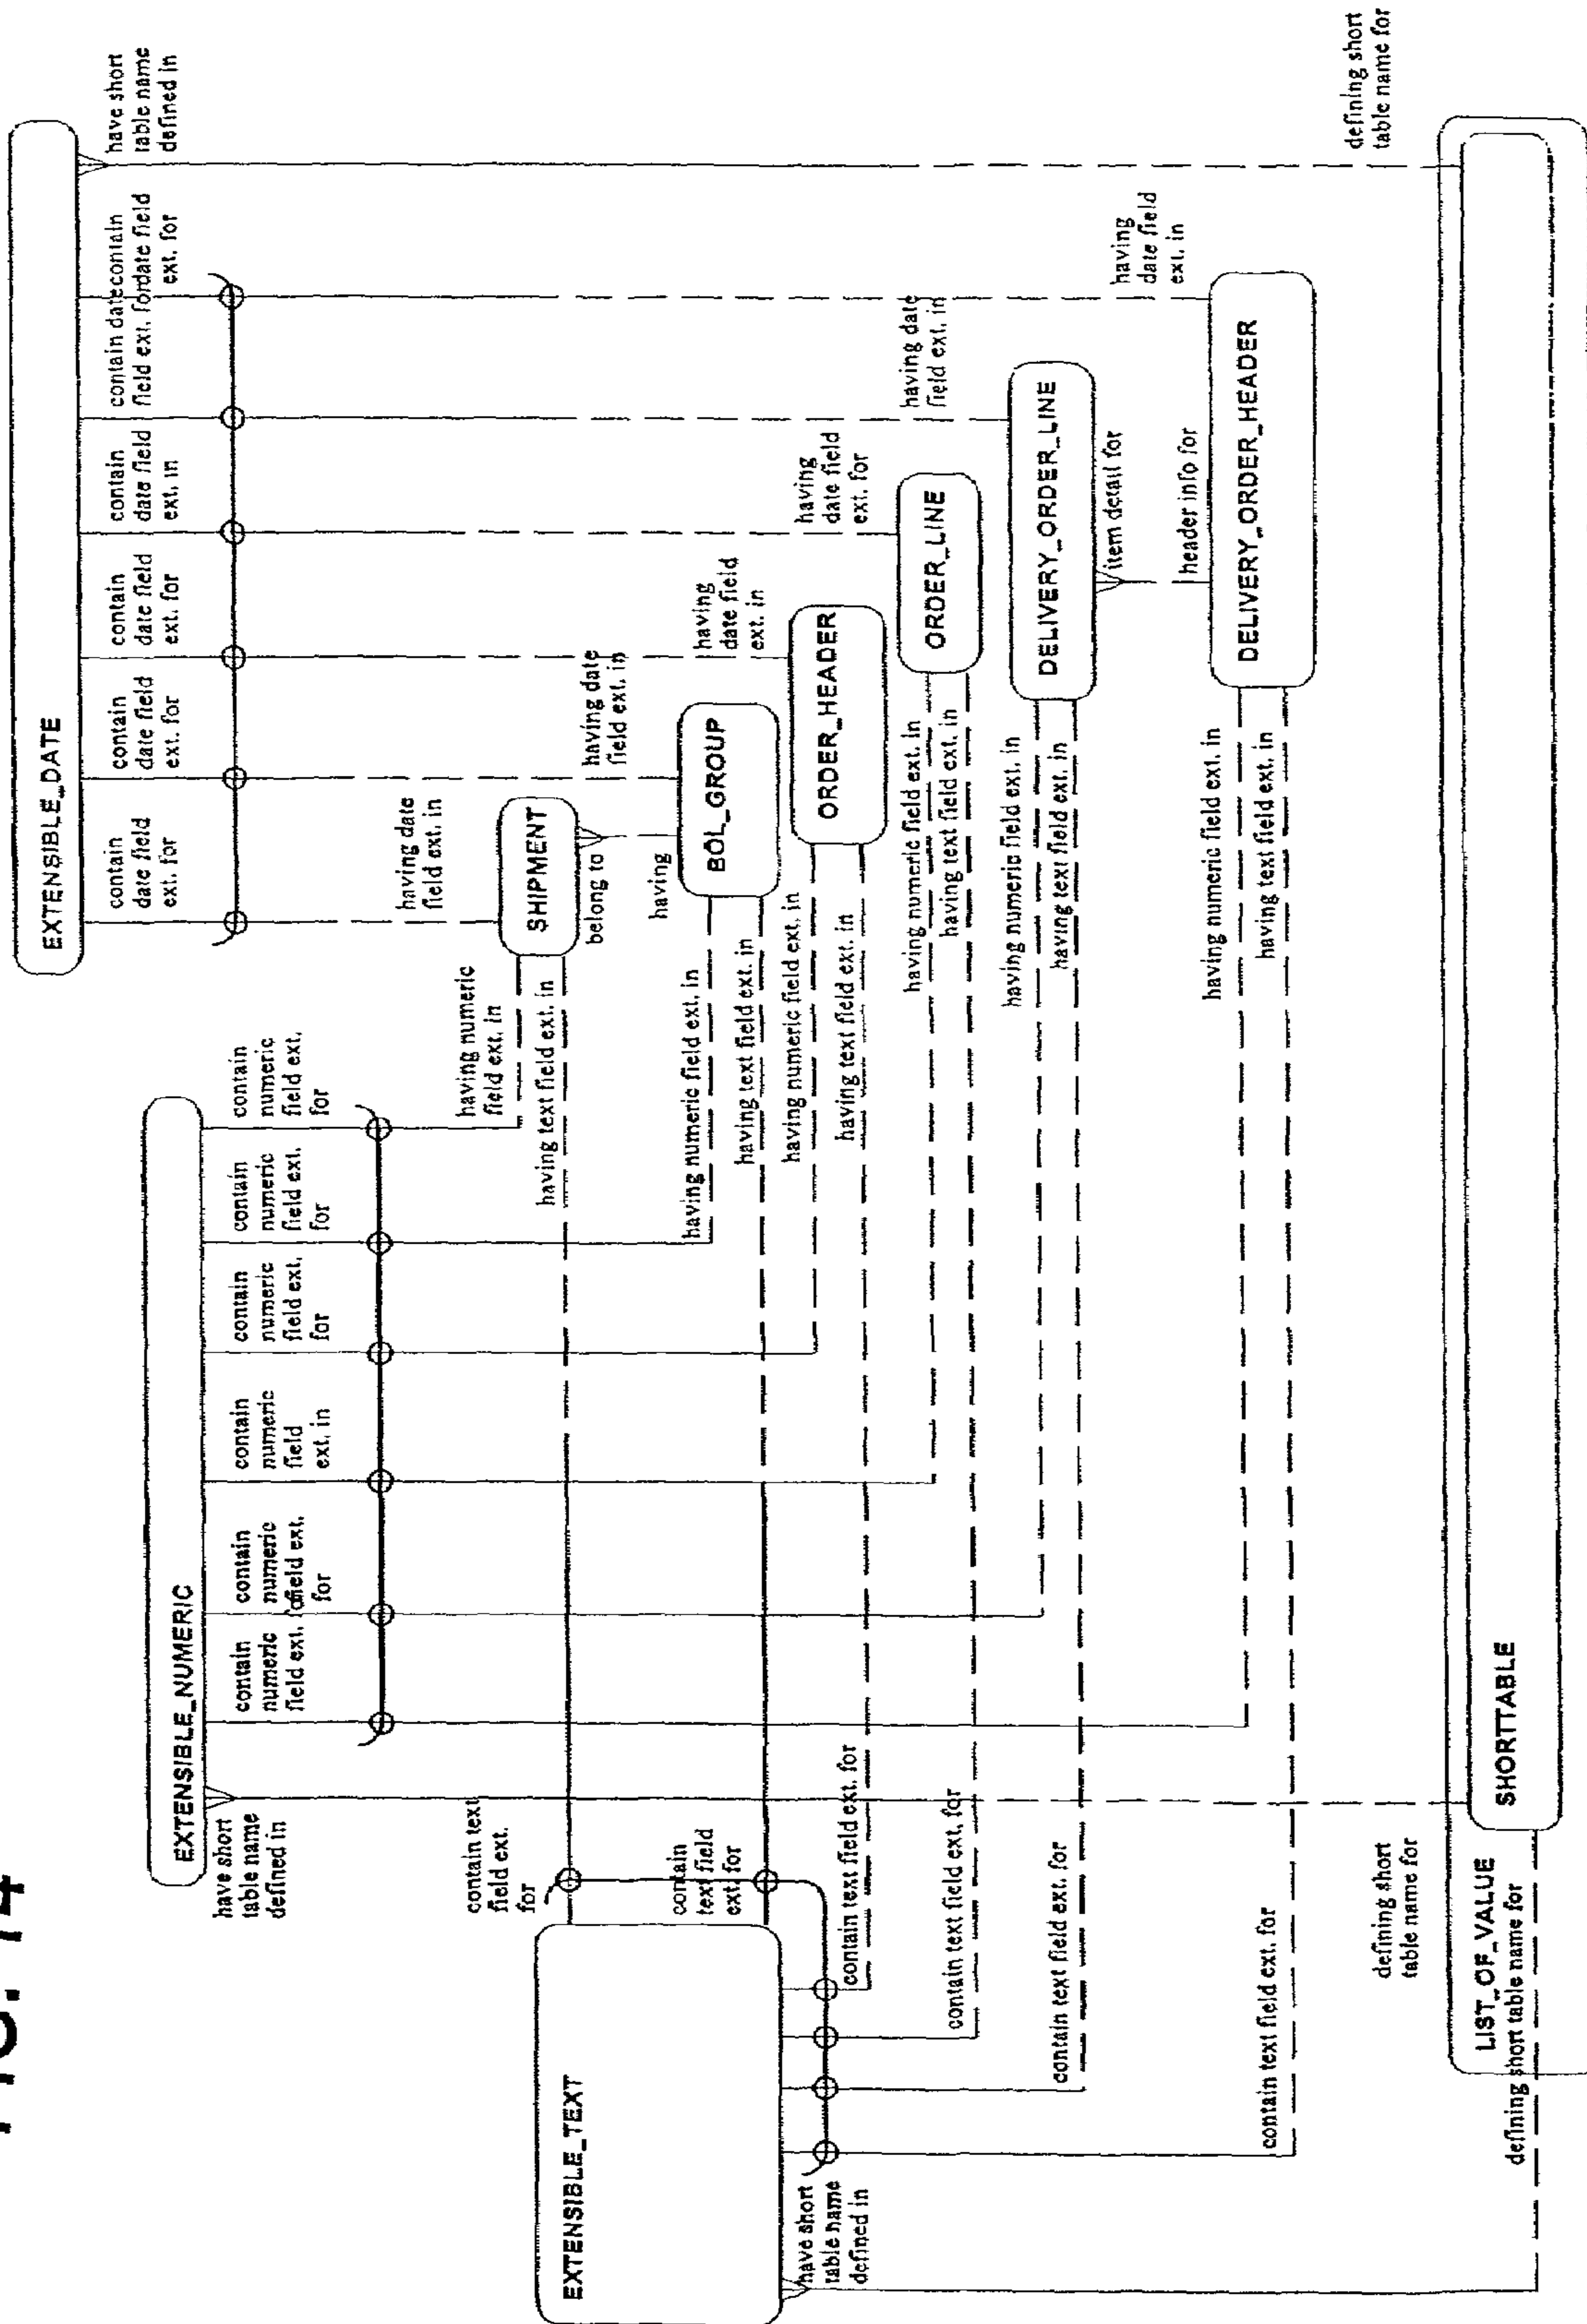 FIG. 14
EXTENSIBLE_DATE
contain
date field
ext. for
contain
date field
ext. for
contain
date field
ext. for
contain
date field
ext. in
contain date
field ext. for
contain
date field
ext. for
have short
table name
defined in
EXTENSIBLE_NUMERIC
have short
table name
defined in
contain
numeric
field ext. for
contain
numeric
field ext.
for
contain
numeric
field
ext. in
contain
numeric
field ext.
for
contain
numeric
field ext.
for
contain
numeric
field ext.
for
having date
field ext. in
having numeric
field ext. in
having text field ext. in
SHIPMENT
belong to
having
having date
field ext. in
BOL_GROUP
having numeric field ext. in
having text field ext. in
having
date field
ext. in
ORDER_HEADER
having numeric field ext. in
having text field ext. in
having
date field
ext. for
ORDER_LINE
having numeric field ext. in
having text field ext. in
having date
field ext. in
DELIVERY_ORDER_LINE
having numeric field ext. in
having text field ext. in
item detail for
header info for
having
date field
ext. in
DELIVERY_ORDER_HEADER
having numeric field ext. in
having text field ext. in
EXTENSIBLE_TEXT
contain text
field ext.
for
contain
text field
ext. for
contain text field ext. for
contain text field ext. for
contain text field ext. for
contain text field ext. for
have short
table name
defined in
defining short
table name for
defining short
table name for
LIST_OF_VALUE
defining short table name for
SHORTTABLE